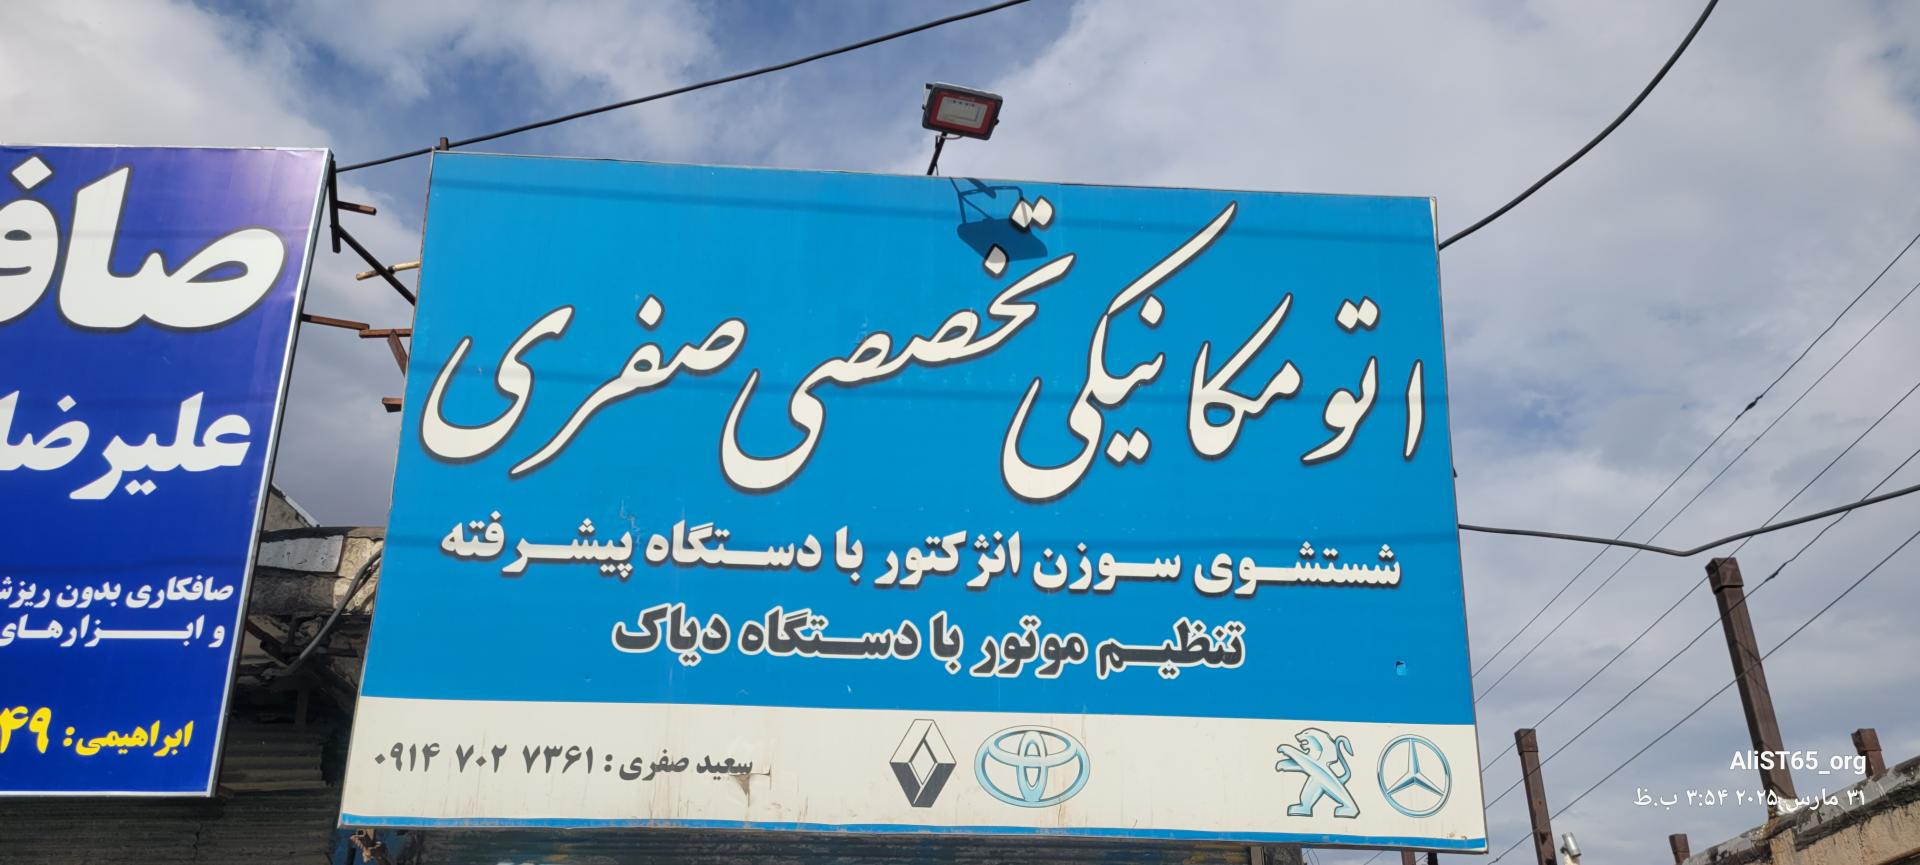 اتومکانیکی تخصصی صفری
شستشوی سوزن انژکتور با دستگاه پیشرفته
تنظیم موتور با دستگاه دیاک
سعید صفری: ۰۹۱۴ ۷۰۲ ۷۳۶۱
صاف
علیرضا
صافکاری بدون ریزش
و ابزارهای
ابراهیمی: ۴۹
AliST65_org
۳۱ مارس ۲۰۲۵ ۳:۵۴ ب.ظ